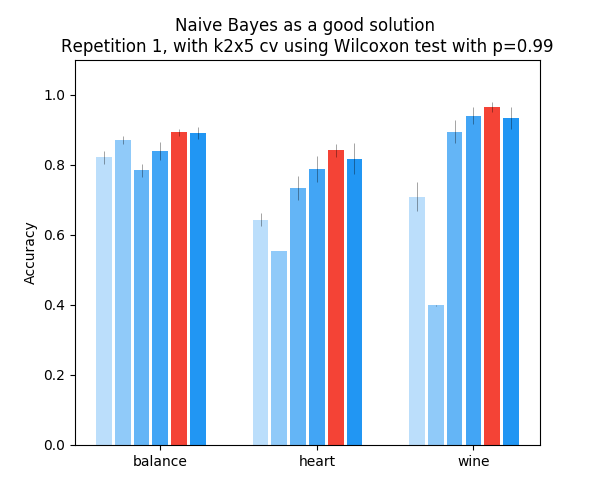 Naive Bayes as a good solution
Repetition 1, with k2x5 cv using Wilcoxon test with p=0.99
1.0
0.8
0.6
0.4
0.2
0.0
Accuracy
balance heart wine